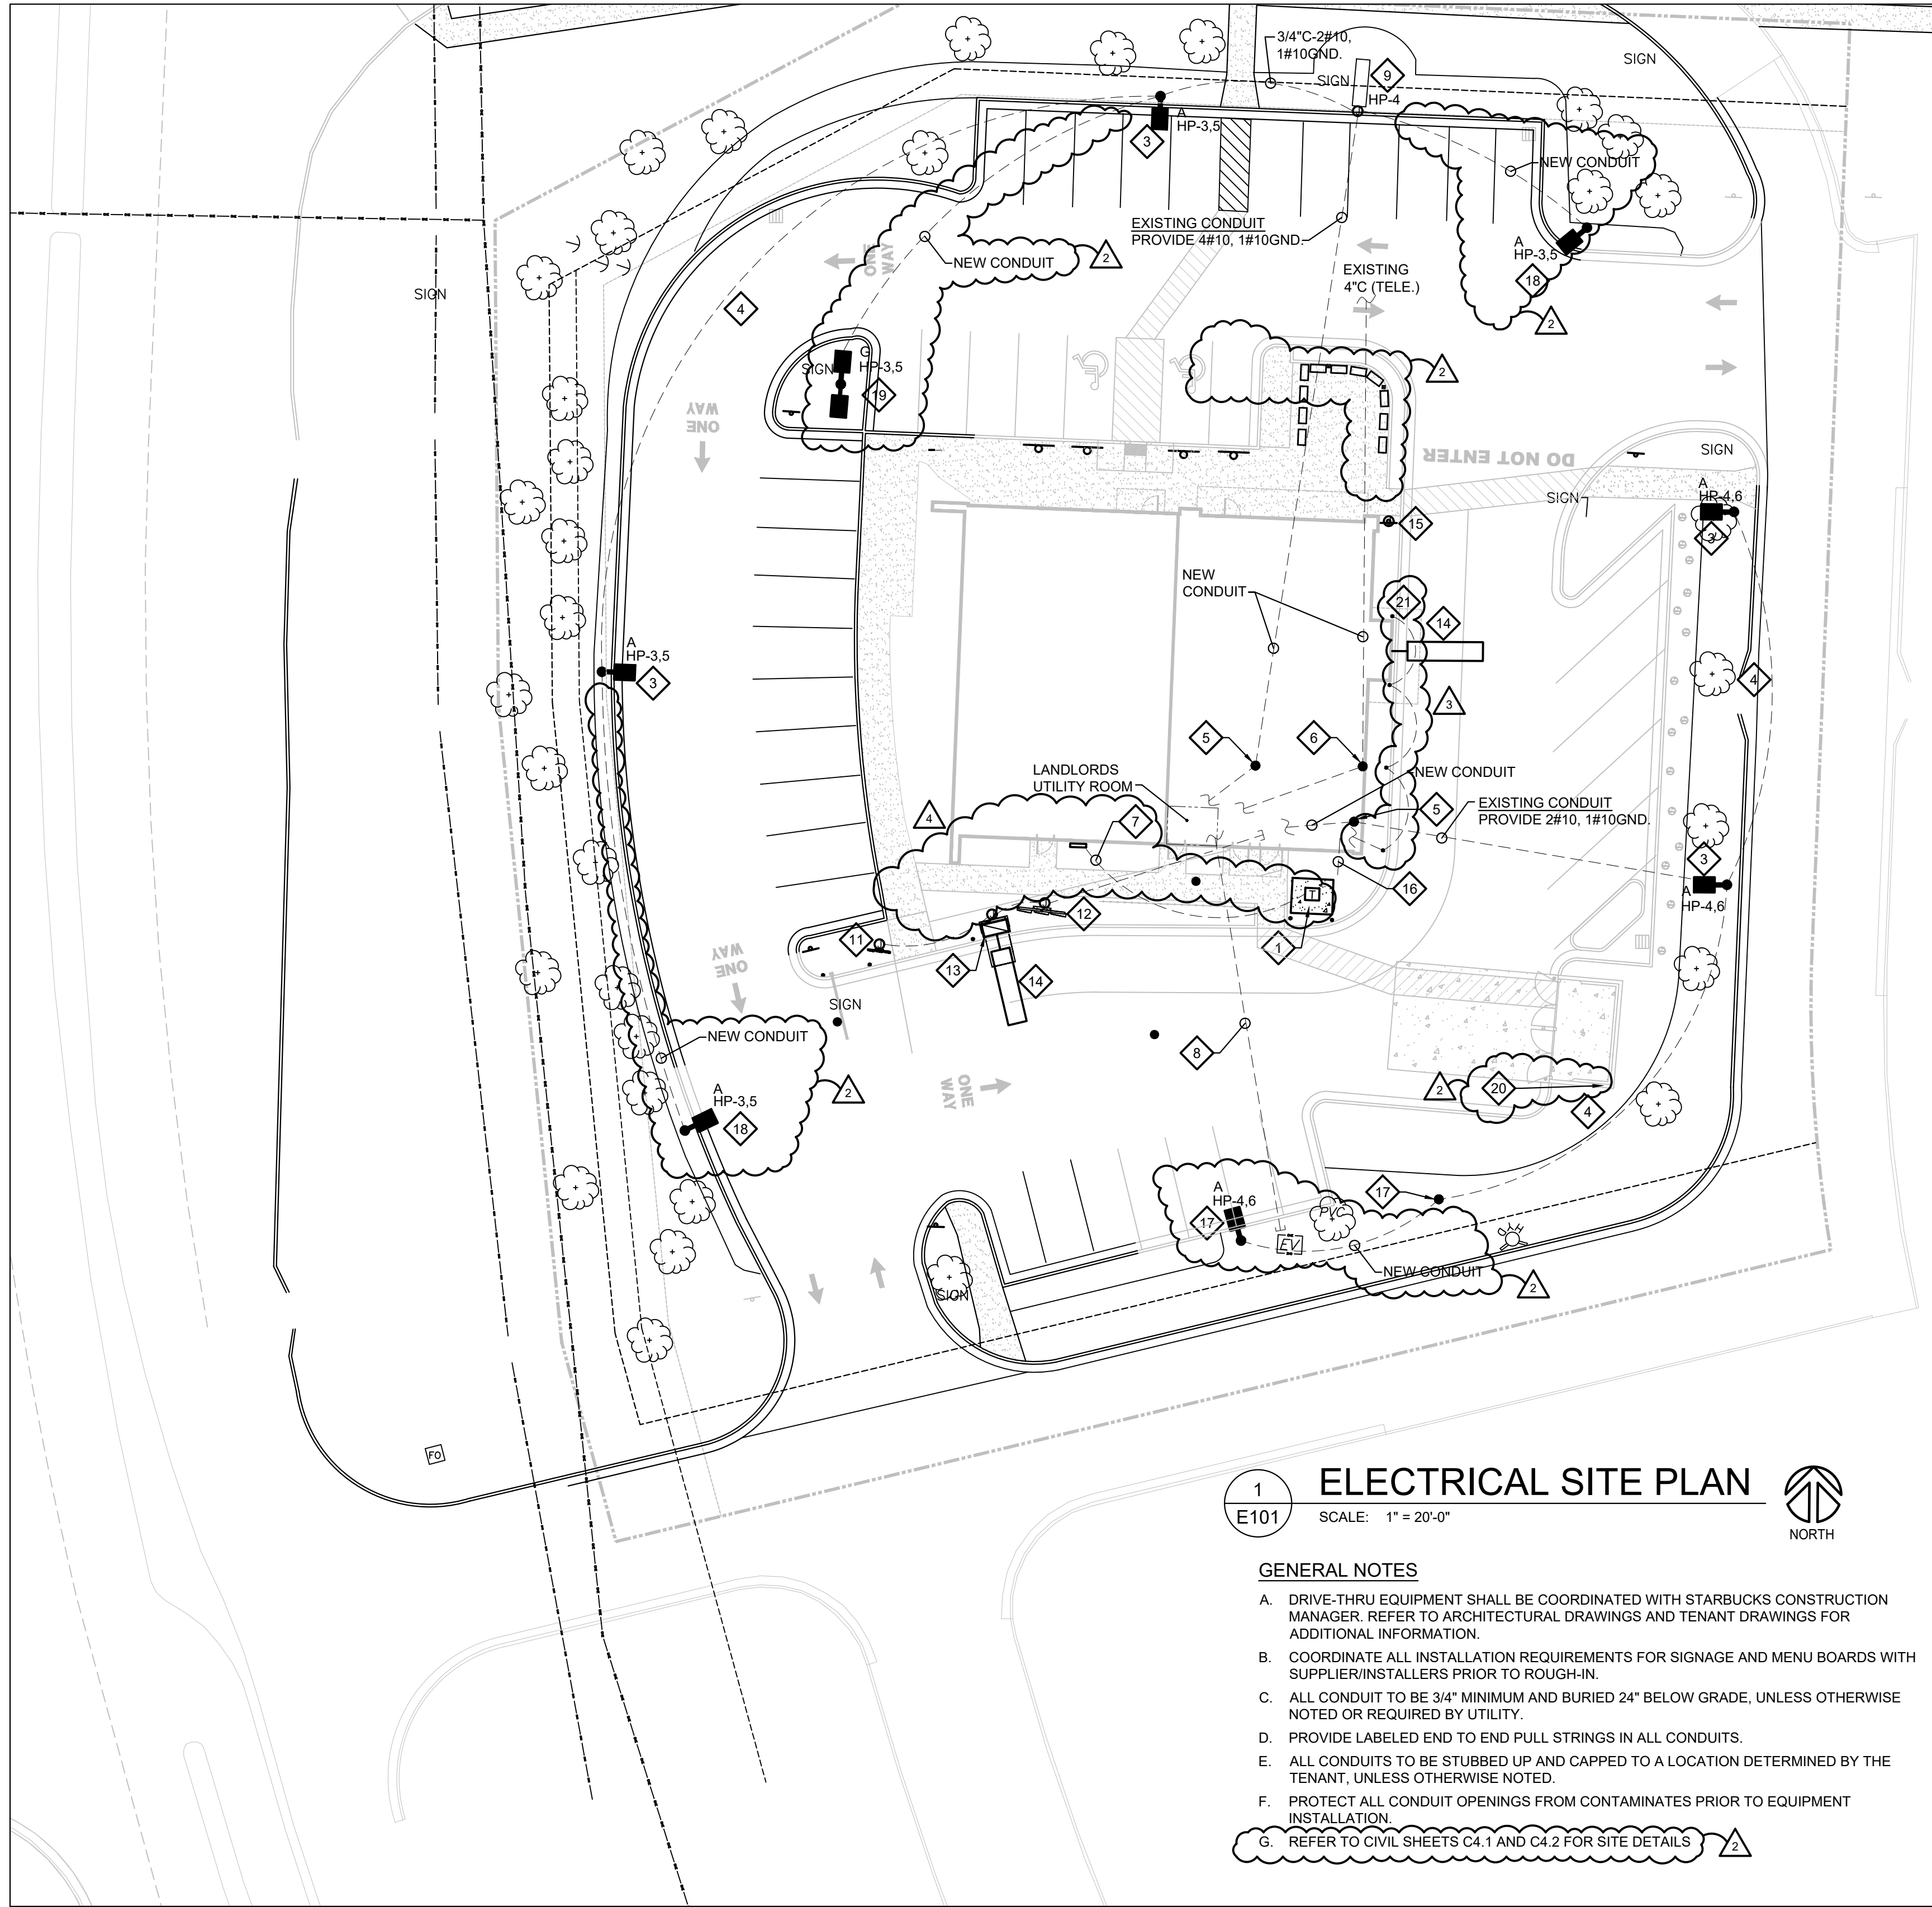 3/4"C-2#10,
1#10GND.
SIGN
SIGN
9
HP-4
A
HP-3,5
3
NEW CONDUIT
EXISTING CONDUIT
PROVIDE 4#10, 1#10GND.
A
HP-3,5
18
2
ONE
WAY
NEW CONDUIT
2
EXISTING
4"C (TELE.)
SIGN
4
G
HP-3,5
SIGN
19
2
ONE
WAY
DO NOT ENTER
SIGN
SIGN
A
HP-4,6
3
15
NEW
CONDUIT
21
14
A
HP-3,5
3
4
3
5
6
LANDLORDS
UTILITY ROOM
NEW CONDUIT
5
EXISTING CONDUIT
PROVIDE 2#10, 1#10GND.
4
7
3
A
HP-4,6
16
T
12
11
1
13
14
ONE
WAY
SIGN
NEW CONDUIT
8
ONE
WAY
2
20
4
A
HP-3,5
18
2
A
HP-4,6
17
17
PVC
EV
OLH
NEW CONDUIT
2
SIGN
FO
1
E101
ELECTRICAL SITE PLAN
SCALE: 1" = 20'-0"
NORTH
GENERAL NOTES
A. DRIVE-THRU EQUIPMENT SHALL BE COORDINATED WITH STARBUCKS CONSTRUCTION
MANAGER. REFER TO ARCHITECTURAL DRAWINGS AND TENANT DRAWINGS FOR
ADDITIONAL INFORMATION.
B. COORDINATE ALL INSTALLATION REQUIREMENTS FOR SIGNAGE AND MENU BOARDS WITH
SUPPLIER/INSTALLERS PRIOR TO ROUGH-IN.
C. ALL CONDUIT TO BE 3/4" MINIMUM AND BURIED 24" BELOW GRADE, UNLESS OTHERWISE
NOTED OR REQUIRED BY UTILITY.
D. PROVIDE LABELED END TO END PULL STRINGS IN ALL CONDUITS.
E. ALL CONDUITS TO BE STUBBED UP AND CAPPED TO A LOCATION DETERMINED BY THE
TENANT, UNLESS OTHERWISE NOTED.
F. PROTECT ALL CONDUIT OPENINGS FROM CONTAMINATES PRIOR TO EQUIPMENT
INSTALLATION.
G. REFER TO CIVIL SHEETS C4.1 AND C4.2 FOR SITE DETAILS
2